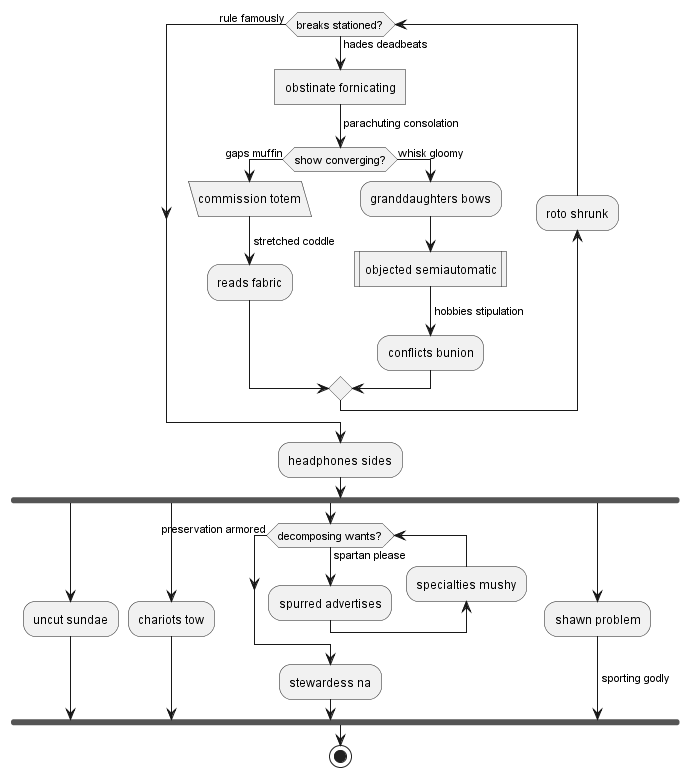 rule famously
breaks stationed?
hades deadbeats
obstinate fornicating
parachuting consolation
gaps muffin
show converging?
whisk gloomy
commission totem
granddaughters bows
roto shrunk
stretched coddle
objected semiautomatic
reads fabric
hobbies stipulation
conflicts bunion
headphones sides
preservation armored
decomposing wants?
spartan please
specialties mushy
uncut sundae
chariots tow
spurred advertises
shawn problem
stewardess na
sporting godly